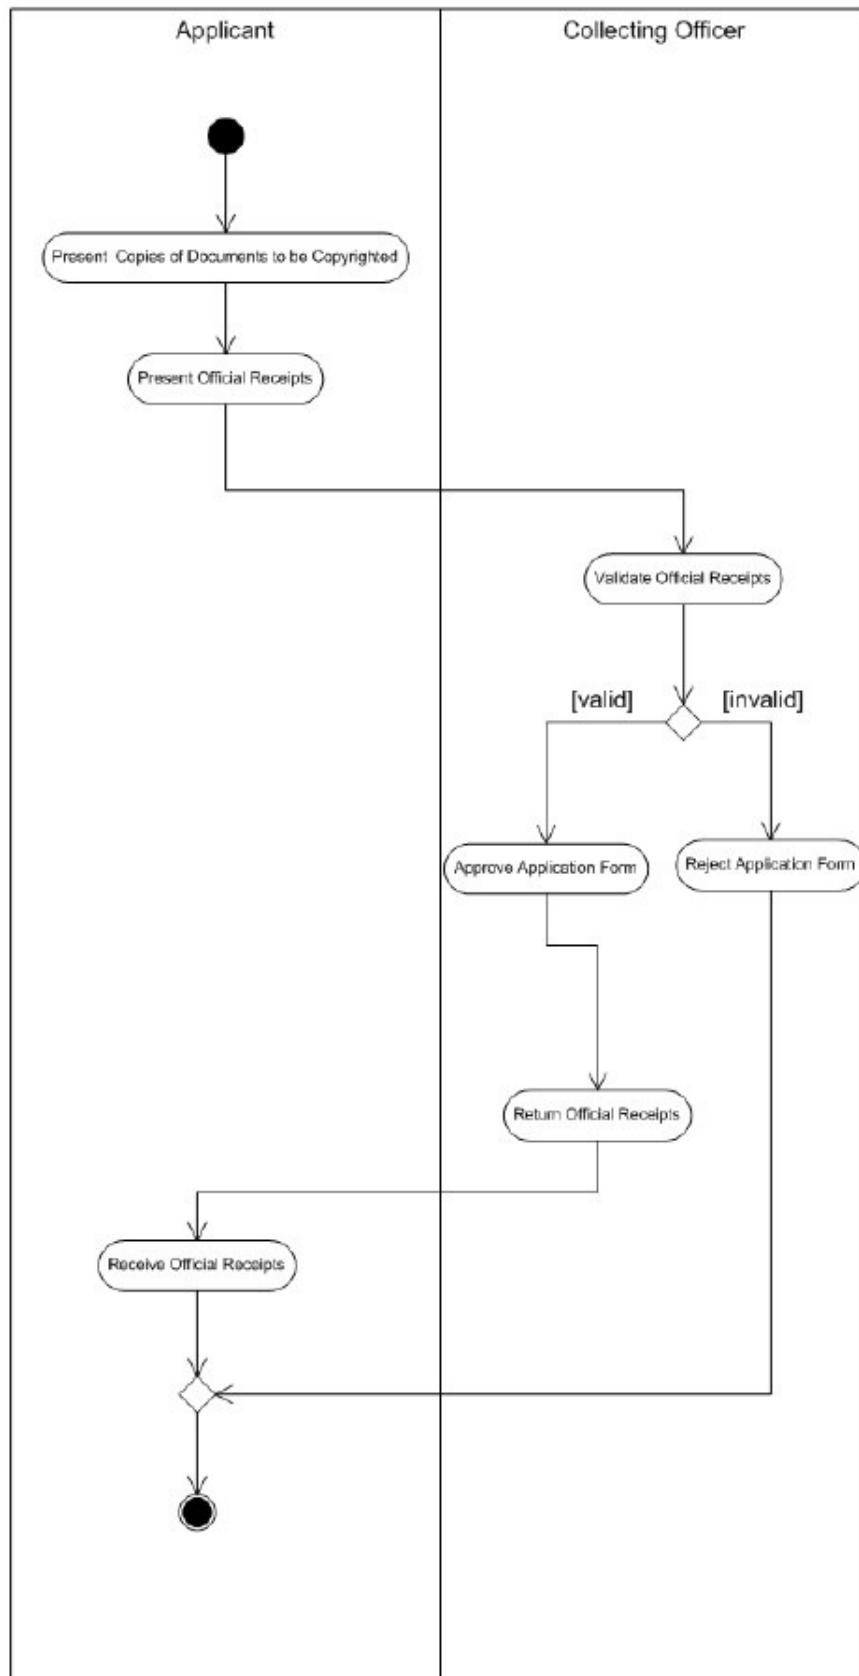 Applicant
Collecting Officer
Present Copies of Documents to be Copyrighted
Present Official Receipts
Validate Official Receipts
[valid]
[invalid]
Approve Application Form
Reject Application Form
Return Official Receipts
Receive Official Receipts